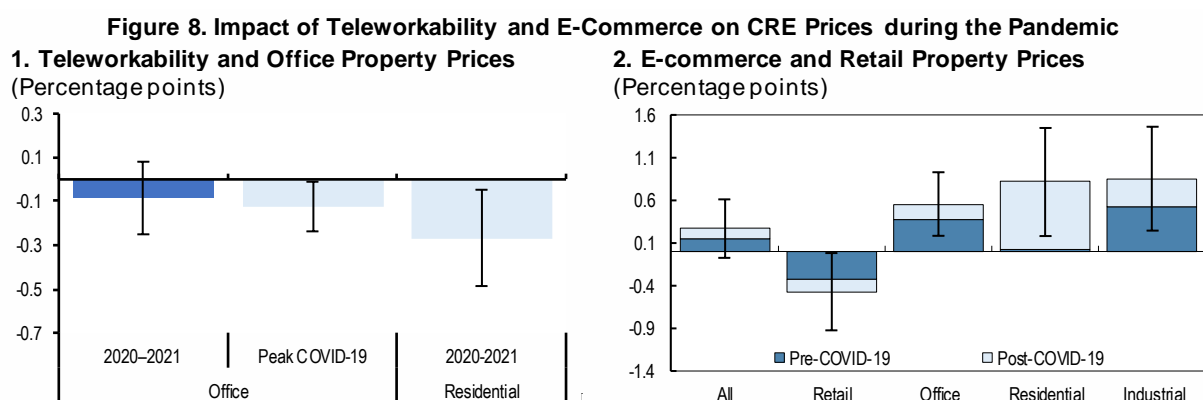 Figure 8. Impact of Teleworkability and E-Commerce on CRE Prices during the Pandemic
1. Teleworkability and Office Property Prices
(Percentage points)
0.3
0.1
-0.1
-0.3
-0.5
-0.7
2020–2021
Peak COVID-19
2020-2021
Office
Residential
2. E-commerce and Retail Property Prices
(Percentage points)
1.6
1.1
0.6
0.1
-0.4
-0.9
-1.4
Pre-COVID-19
Post-COVID-19
All
Retail
Office
Residential
Industrial